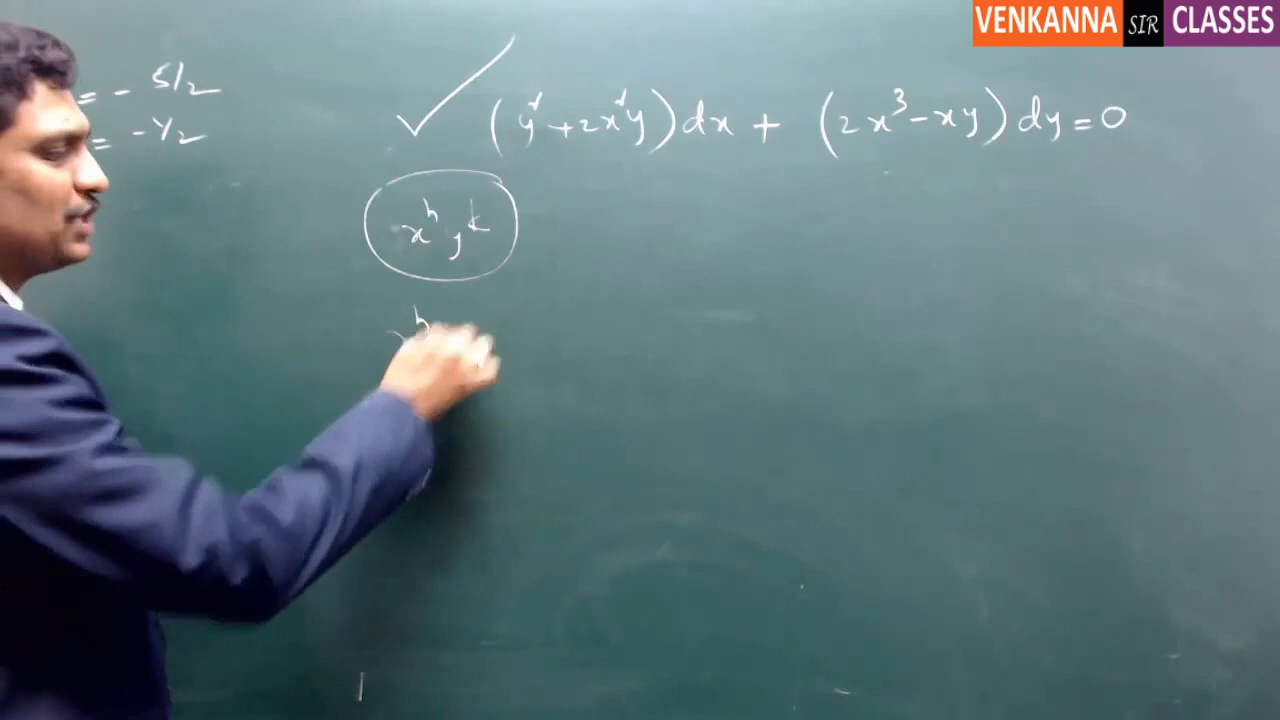 VENKANNA SIR CLASSES
= - 5/2
= - 1/2
(y² + 2x²y) dx + (2x³ - xy) dy = 0
x^h y^k
x^h